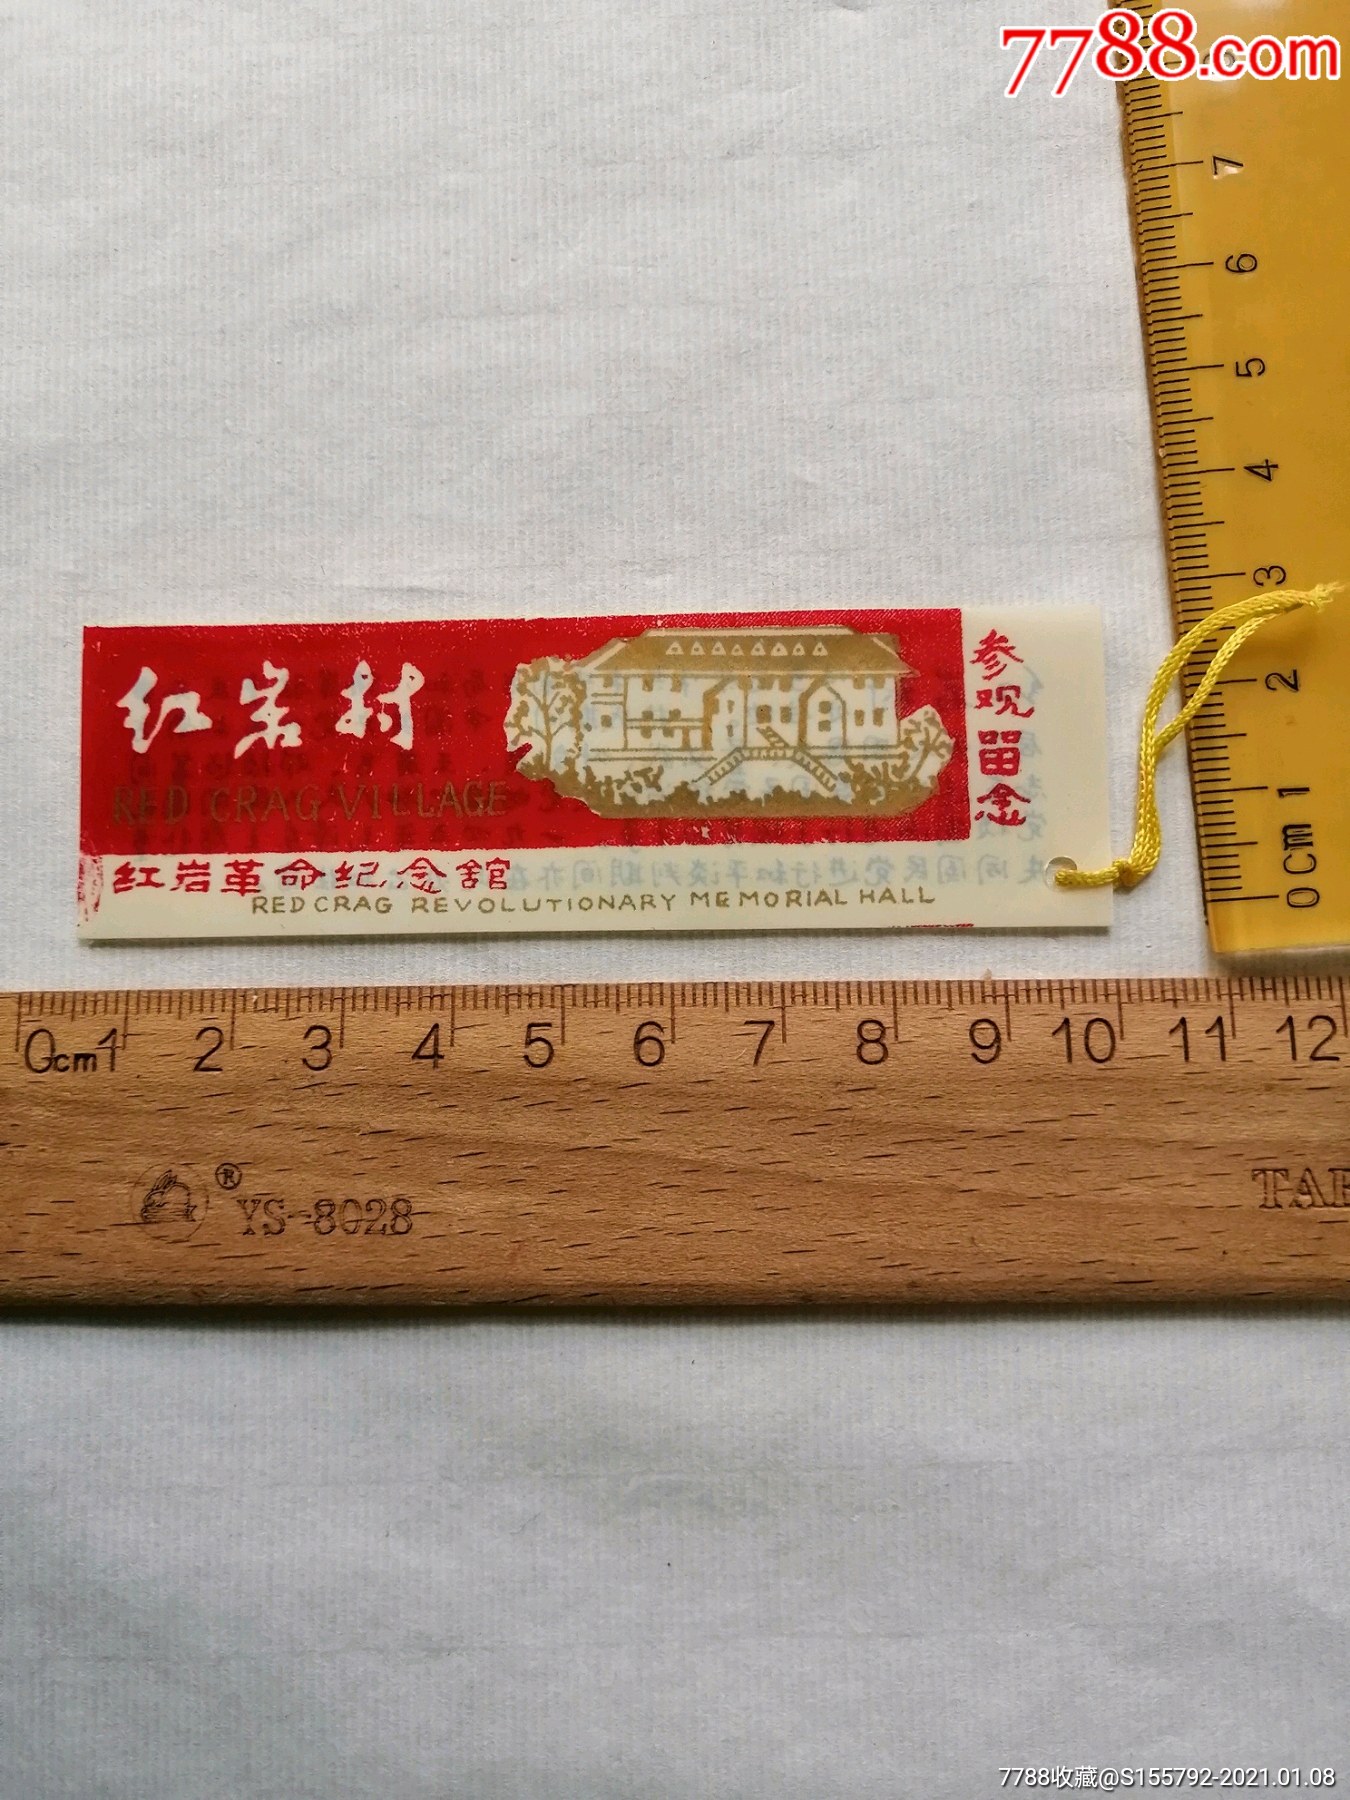 7788.com
红岩村
RED CRAG VILLAGE
参观留念
红岩革命纪念馆
RED CRAG REVOLUTIONARY MEMORIAL HALL
7
6
5
4
3
2
1
0cm
0cm 1 2 3 4 5 6 7 8 9 10 11 12
® YS-8028
7788收藏@S155792-2021.01.08